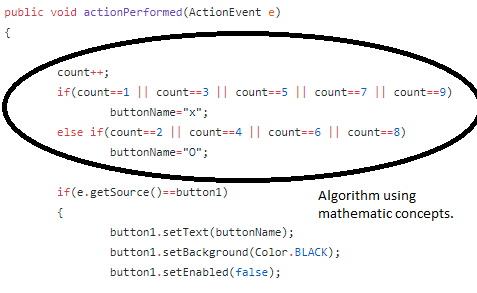 public void actionPerformed(ActionEvent e)
{
count++;
if(count==1 || count==3 || count==5 || count==7 || count==9)
buttonName="x";
else if(count==2 || count==4 || count==6 || count==8)
buttonName="O";
if(e.getSource()==button1)
{
button1.setText(buttonName);
button1.setBackground(Color.BLACK);
button1.setEnabled(false);
Algorithm using
mathematic concepts.